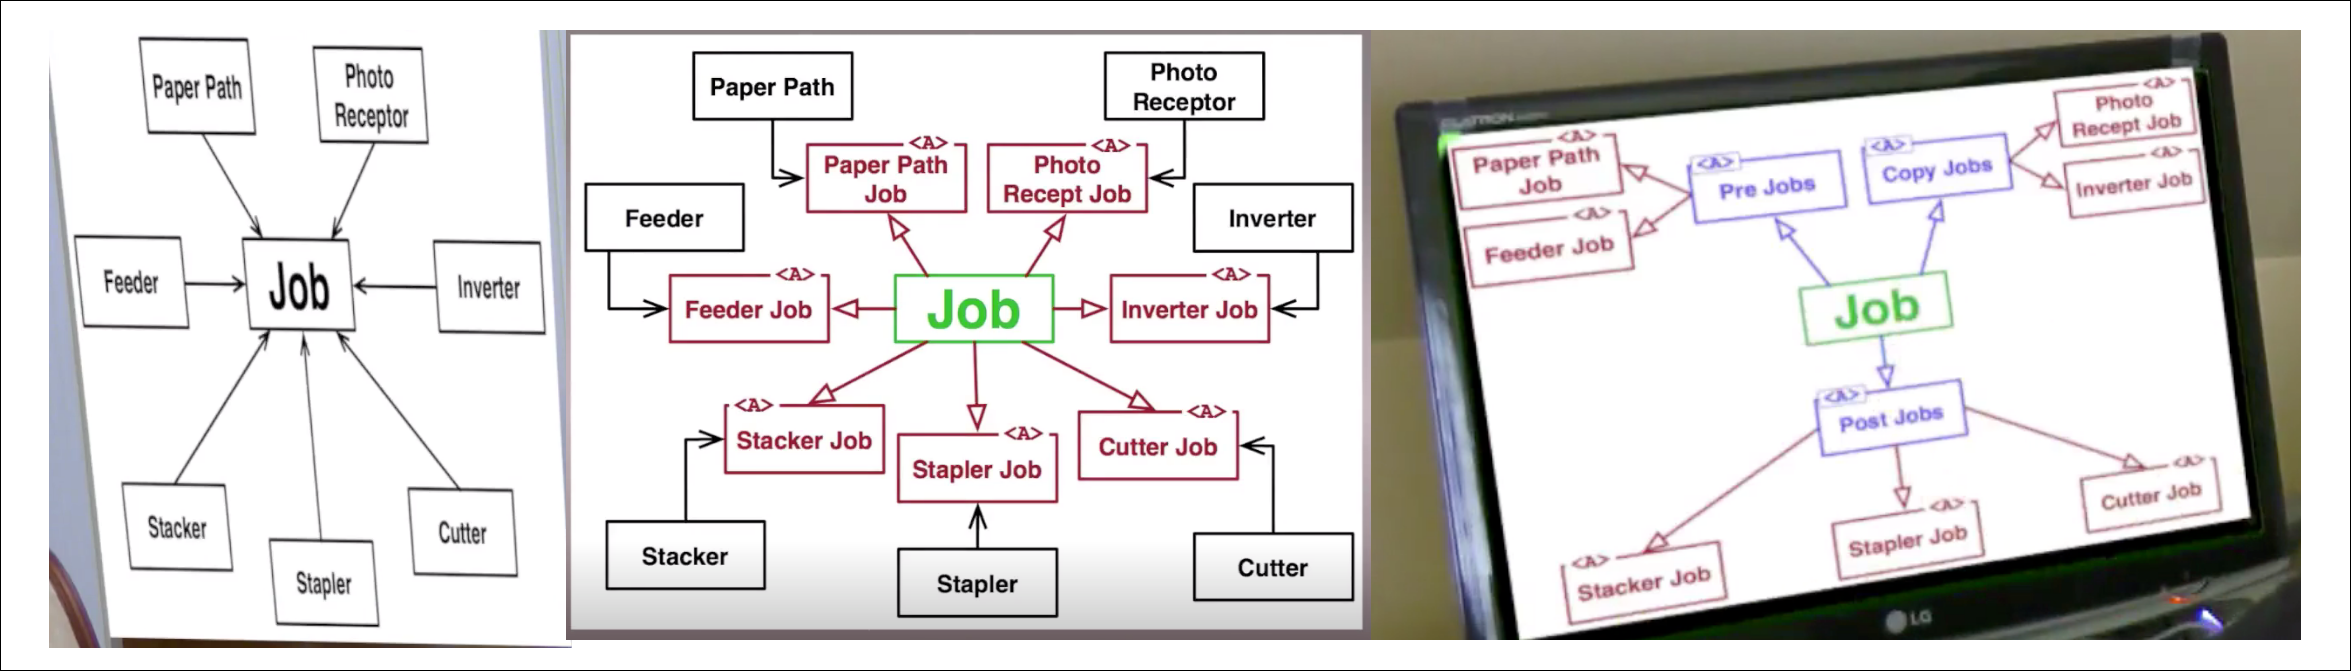 Paper Path
Photo
Receptor
Feeder
Job
Inverter
Stacker
Stapler
Cutter
Paper Path
Photo
Receptor
<A>
Paper Path
Job
<A>
Photo
Recept Job
Feeder
Inverter
<A>
Feeder Job
Job
<A>
Inverter Job
<A>
Stacker Job
<A>
Stapler Job
<A>
Cutter Job
Stacker
Stapler
Cutter
<A>
Paper Path
Job
<A>
Pre Jobs
<A>
Copy Jobs
<A>
Photo
Recept Job
<A>
Inverter Job
<A>
Feeder Job
Job
<A>
Post Jobs
<A>
Stacker Job
<A>
Stapler Job
<A>
Cutter Job
LG